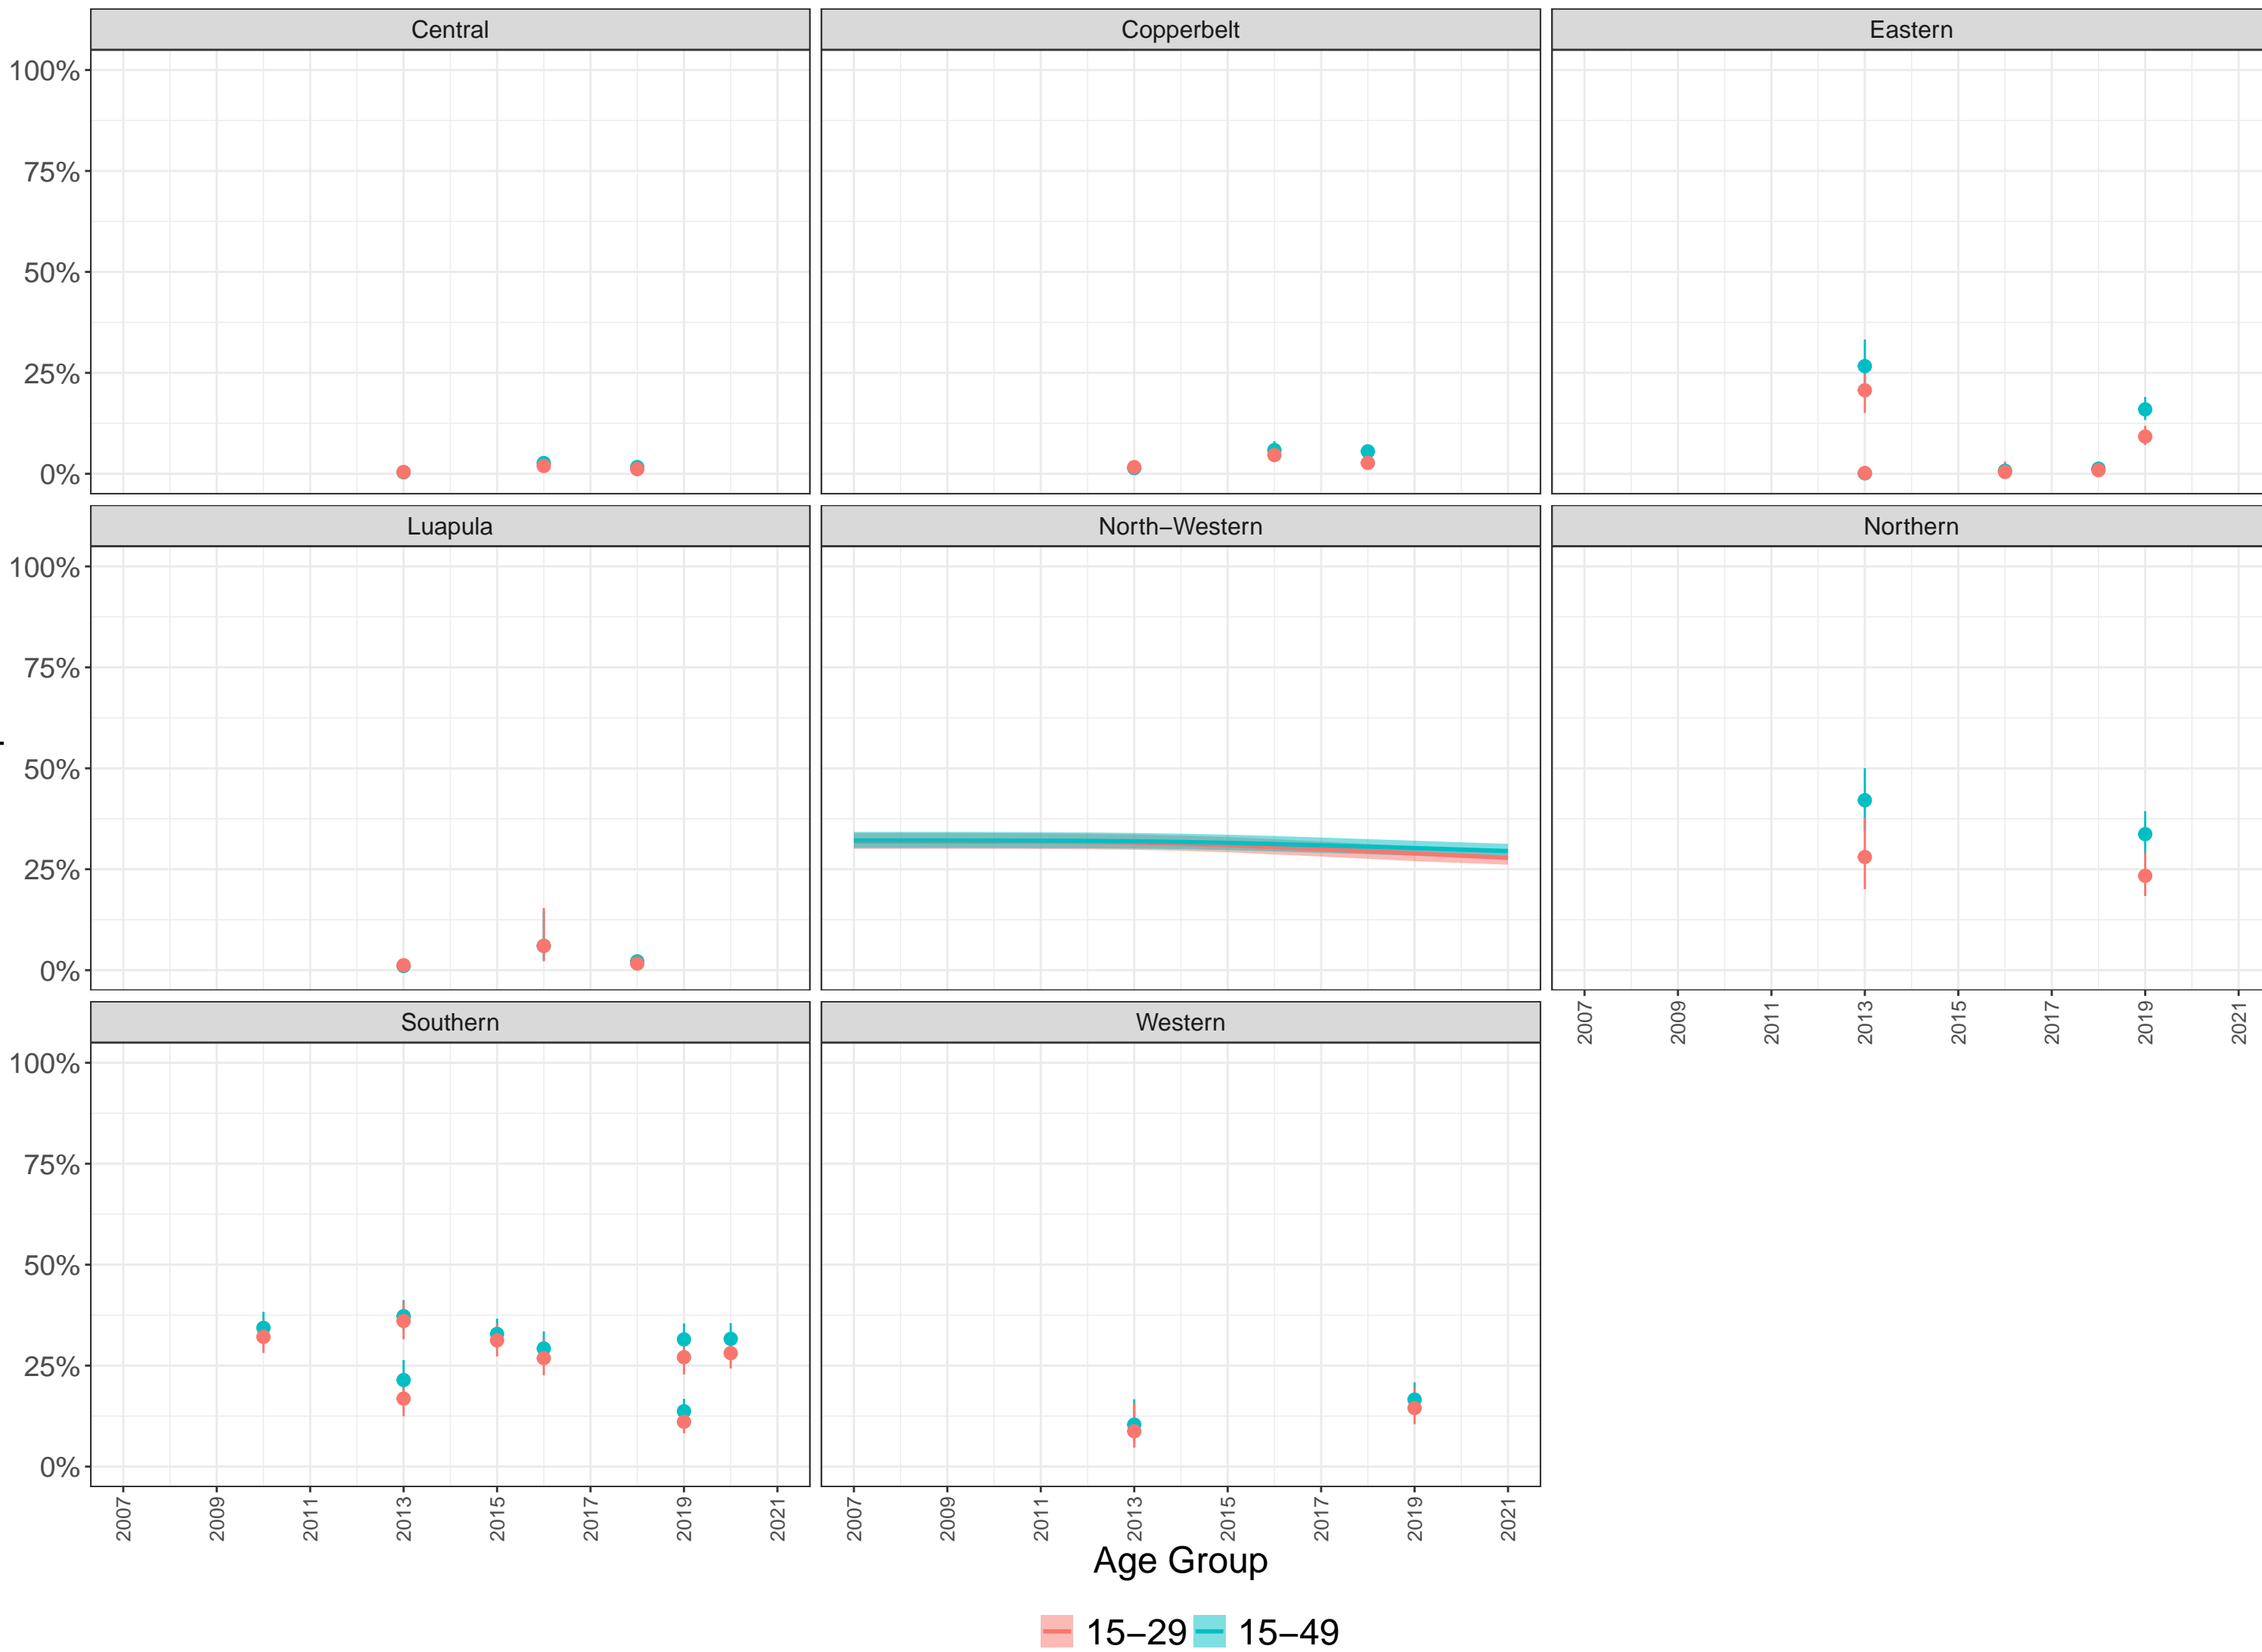 Central Copperbelt Eastern
100%
75%
50%
25%
0%
Luapula North−Western Northern
100%
75%
50%
25%
0%
2007 2009 2011 2013 2015 2017 2019 2021
Southern Western
100%
75%
50%
25%
0%
2007 2009 2011 2013 2015 2017 2019 2021 2007 2009 2011 2013 2015 2017 2019 2021
Age Group
15−29 15−49